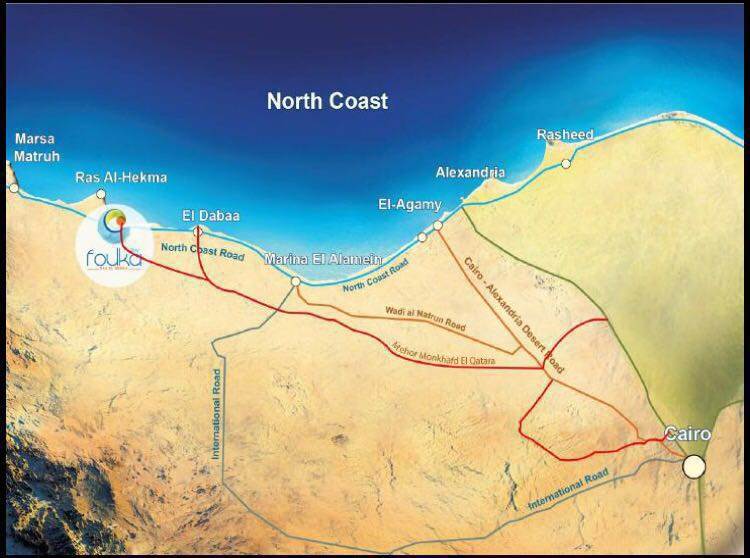 North Coast
Marsa
Matruh
Ras Al-Hekma
El Dabaa
Rasheed
Alexandria
El-Agamy
fouka
North Coast Road
Marina El Alamein
North Coast Road
Wadi al Natrun Road
Cairo - Alexandria Desert Road
Mehor Monkhafd El Qatara
International Road
Cairo
International Road